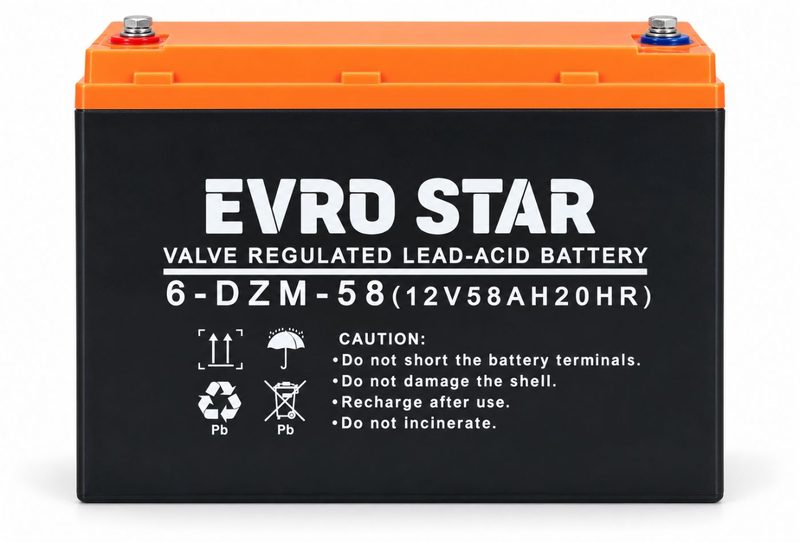 EVRO STAR
VALVE REGULATED LEAD-ACID BATTERY
6-DZM-58(12V58AH20HR)
CAUTION:
•Do not short the battery terminals.
•Do not damage the shell.
•Recharge after use.
•Do not incinerate.
Pb
Pb